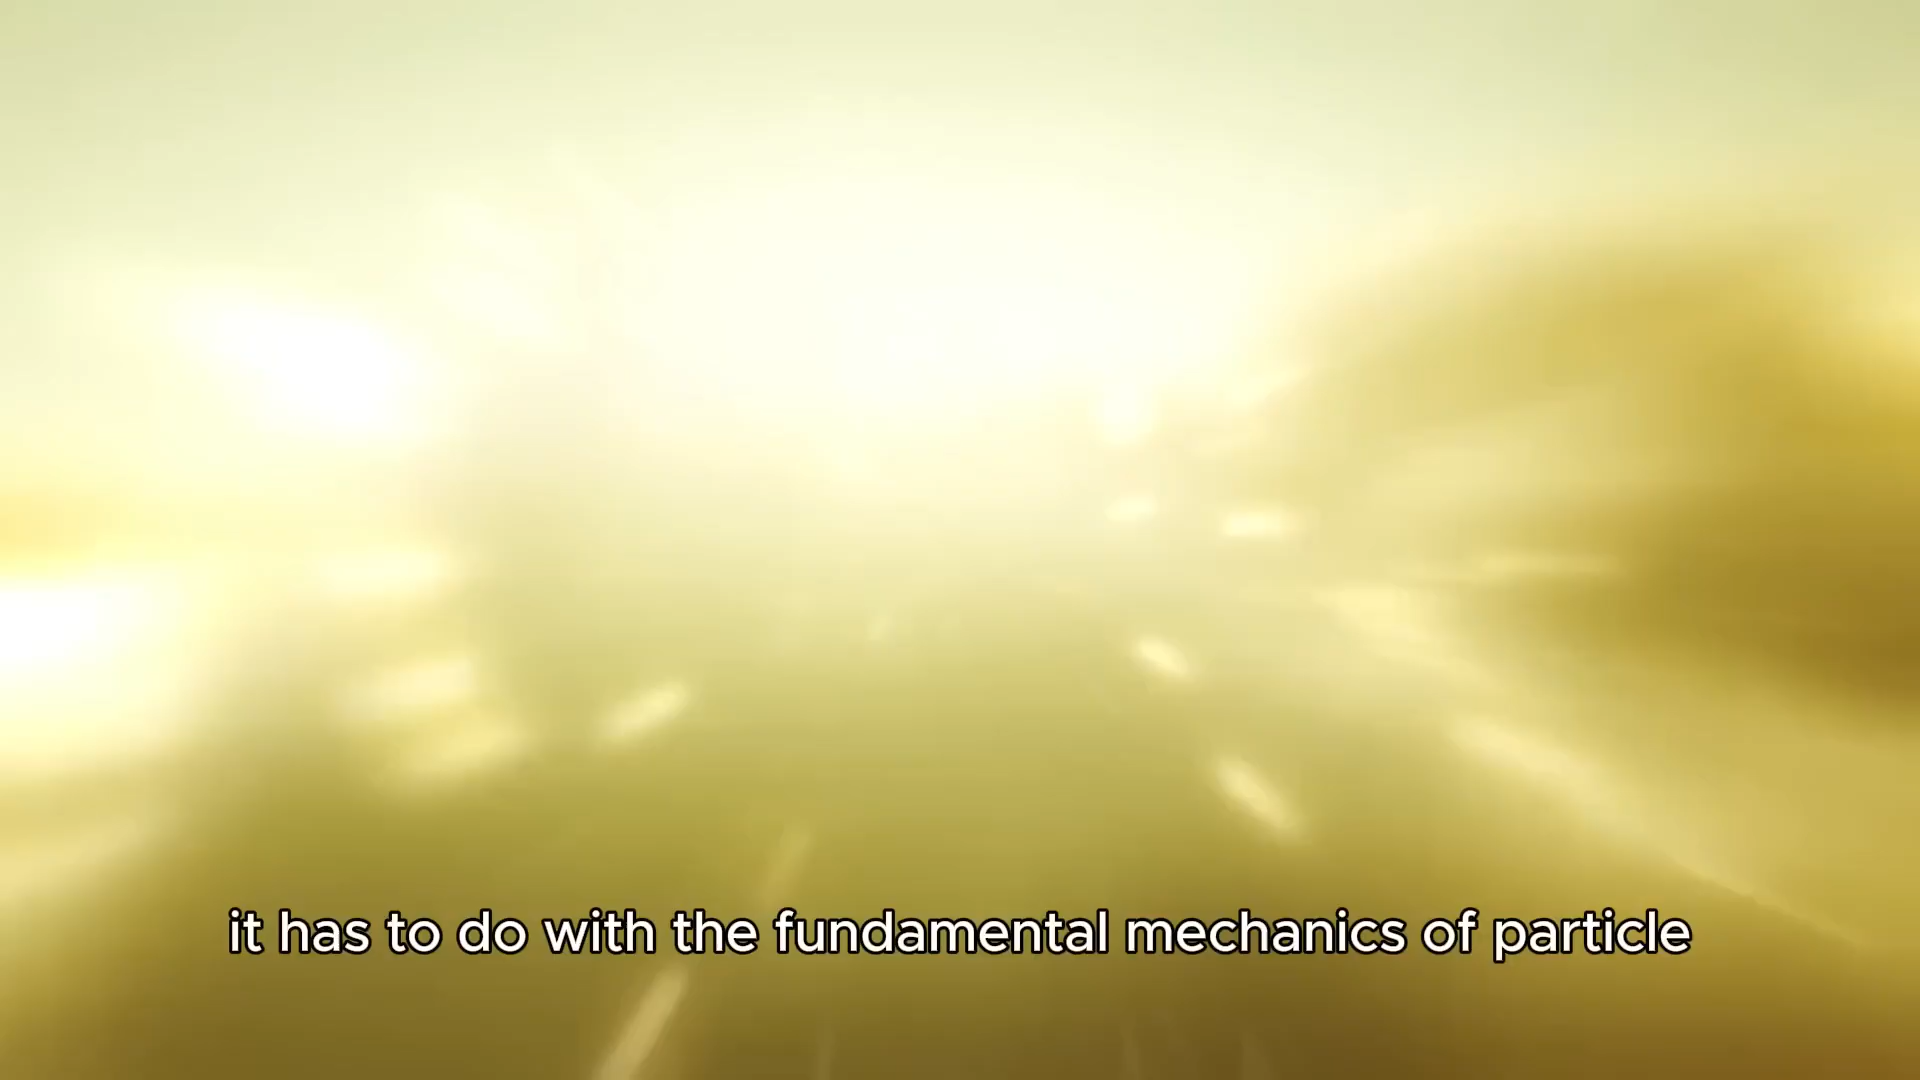 it has to do with the fundamental mechanics of particle